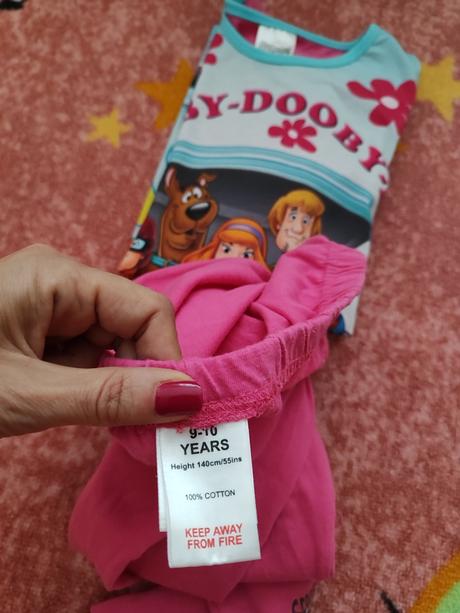 Y-DOOBY-
9-10
YEARS
Height 140cm/55ins
100% COTTON
KEEP AWAY
FROM FIRE